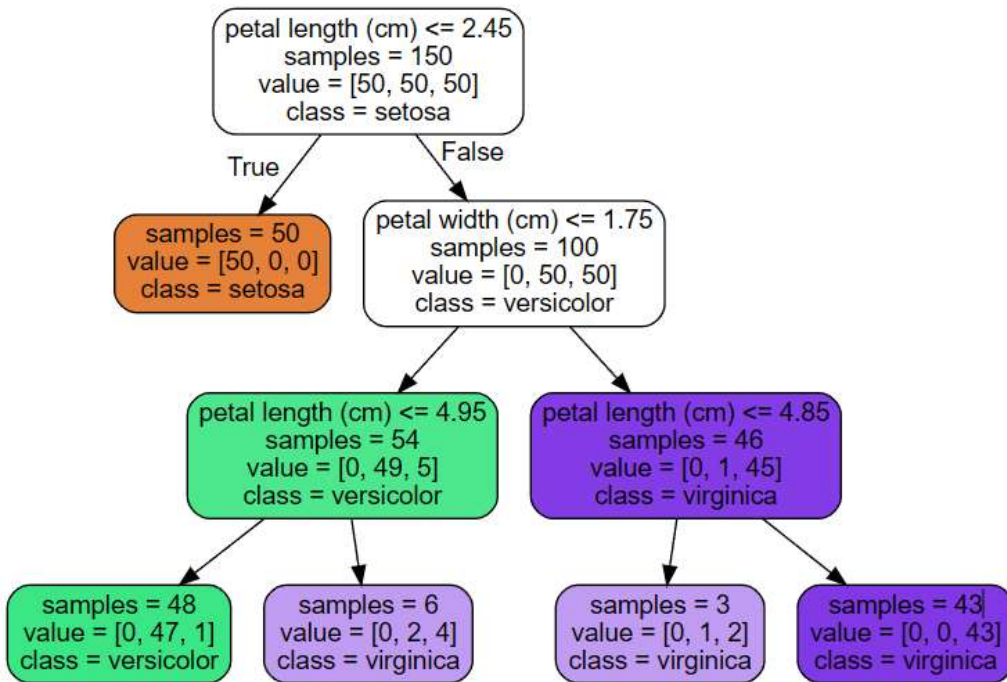 petal length (cm) <= 2.45
samples = 150
value = [50, 50, 50]
class = setosa
True
False
samples = 50
value = [50, 0, 0]
class = setosa
petal width (cm) <= 1.75
samples = 100
value = [0, 50, 50]
class = versicolor
petal length (cm) <= 4.95
samples = 54
value = [0, 49, 5]
class = versicolor
petal length (cm) <= 4.85
samples = 46
value = [0, 1, 45]
class = virginica
samples = 48
value = [0, 47, 1]
class = versicolor
samples = 6
value = [0, 2, 4]
class = virginica
samples = 3
value = [0, 1, 2]
class = virginica
samples = 43
value = [0, 0, 43]
class = virginica